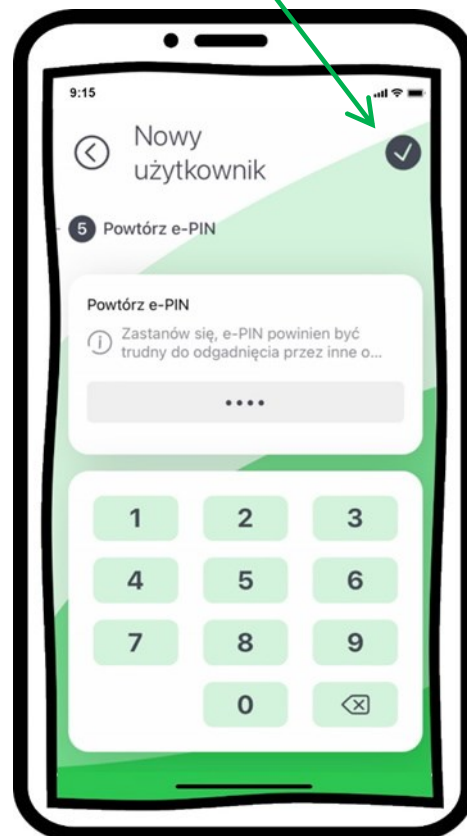 9:15
Nowy
użytkownik
5 Powtórz e-PIN
Powtórz e-PIN
Zastanów się, e-PIN powinien być
trudny do odgadnięcia przez inne o...
••••
1 2 3
4 5 6
7 8 9
0